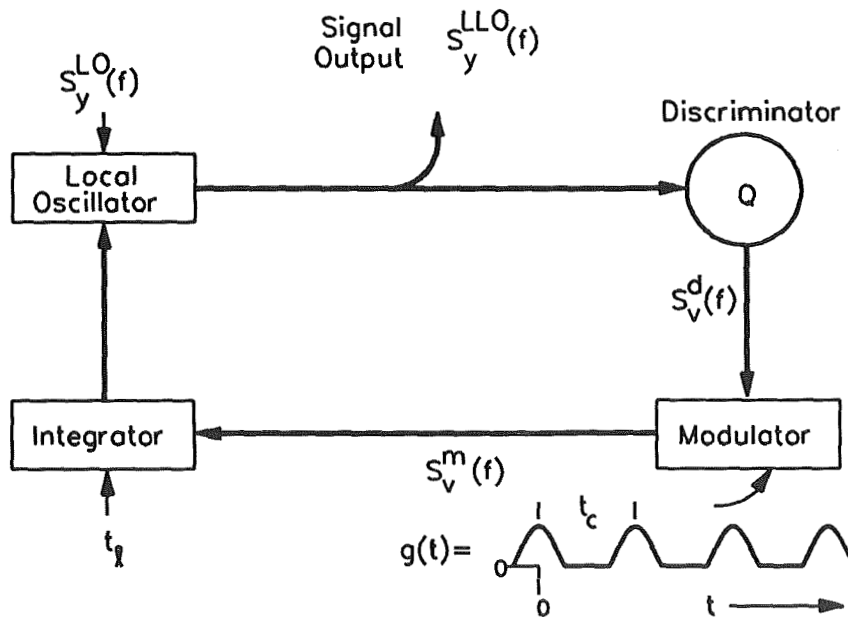 Signal
Output
S_y^LLO(f)
S_y^LO(f)
Discriminator
Local
Oscillator
Q
S_v^d(f)
Integrator
Modulator
S_v^m(f)
t_ℓ
1 t_c 1
g(t)=
0
0
t